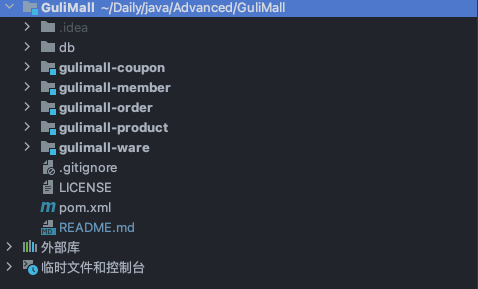 GuliMall ~/Daily/java/Advanced/GuliMall
.idea
db
gulimall-coupon
gulimall-member
gulimall-order
gulimall-product
gulimall-ware
.gitignore
LICENSE
pom.xml
README.md
外部库
临时文件和控制台